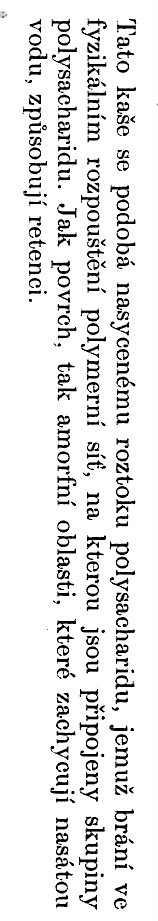 Tato kaše se podobá nasycenému roztoku polysacharidu, jemuž brání ve
fyzikálním rozpouštění polymerní síť, na kterou jsou připojeny skupiny
polysacharidu. Jak povrch, tak amorfní oblasti, které zachycují nasátou
vodu, způsobují retenci.